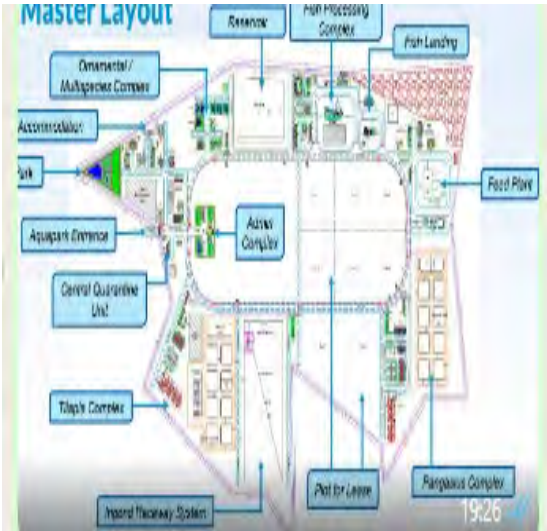 Master Layout
Reservoir
Fish Processing
Complex
Fish Landing
Ornamental /
Multispecies Complex
Accommodation
Park
Feed Plant
Aquapark Entrance
Admin
Complex
Central Quarantine
Unit
Tilapia Complex
Inpond Raceway System
Plot for Lease
Pangasius Complex
19:26